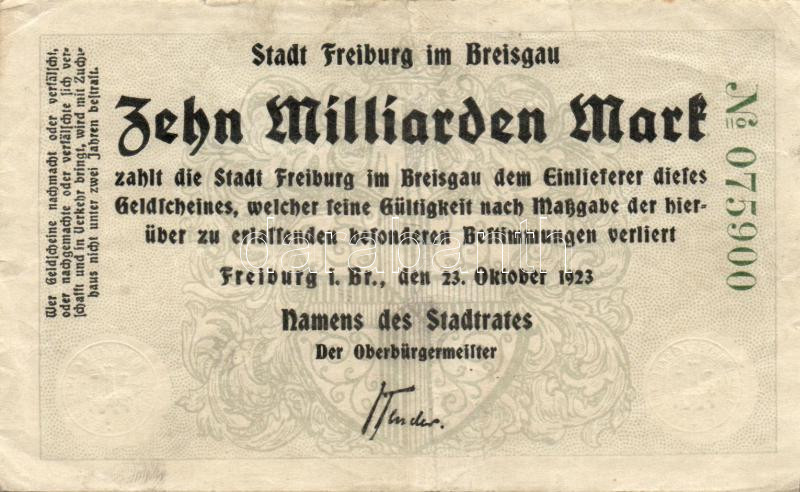 Stadt Freiburg im Breisgau
Zehn Milliarden Mark
zahlt die Stadt Freiburg im Breisgau dem Einlieferer dieſes
Geldſcheines, welcher ſeine Gültigkeit nach Maßgabe der hier-
über zu erlaſſenden beſonderen Beſtimmungen verliert
Freiburg i. Br., den 23. Oktober 1923
Namens des Stadtrates
Der Oberbürgermeiſter
Wer Geldſcheine nachmacht oder verfälſcht,
oder nachgemachte oder verfälſchte ſich ver-
ſchafft und in Verkehr bringt, wird mit Zucht-
haus nicht unter zwei Jahren beſtraft.
№ 075900
darabanth